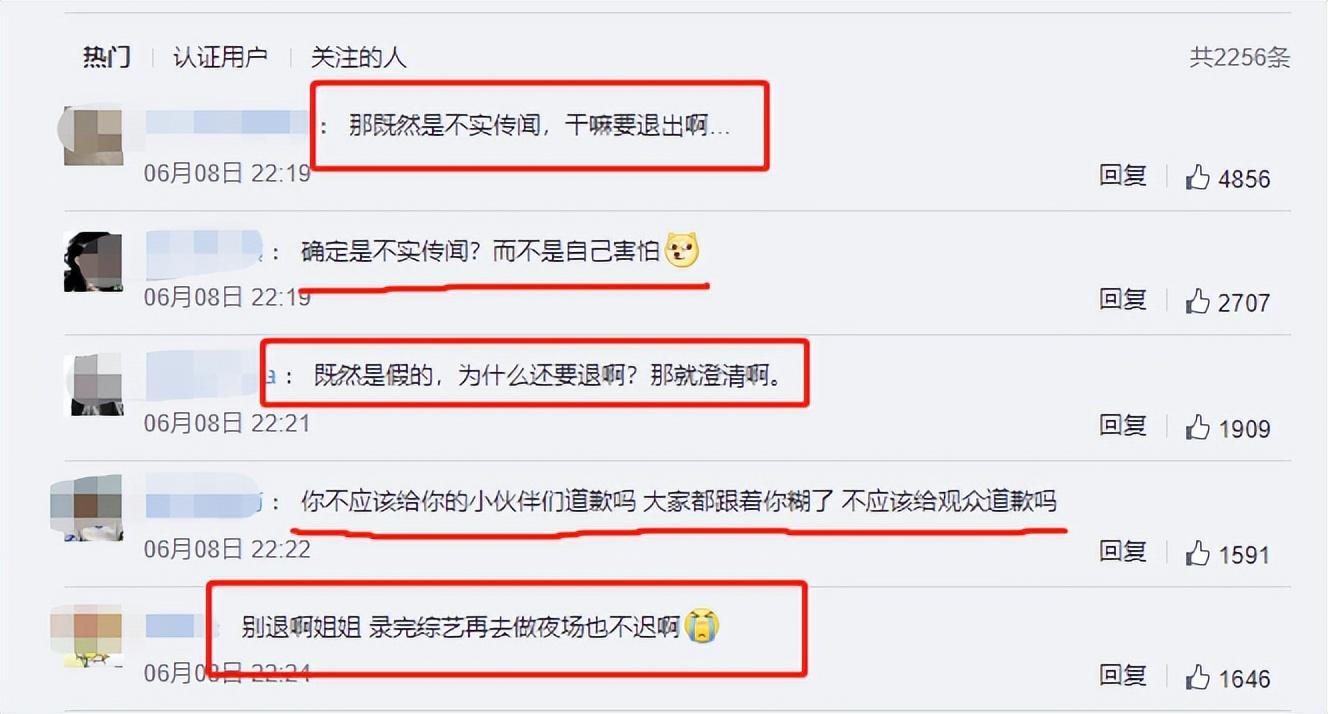 热门 认证用户 关注的人 共2256条
: 那既然是不实传闻，干嘛要退出啊...
06月08日 22:19 回复 4856
: 确定是不实传闻？而不是自己害怕
06月08日 22:19 回复 2707
a : 既然是假的，为什么还要退啊？那就澄清啊。
06月08日 22:21 回复 1909
: 你不应该给你的小伙伴们道歉吗 大家都跟着你糊了 不应该给观众道歉吗
06月08日 22:22 回复 1591
别退啊姐姐 录完综艺再去做夜场也不迟啊
06月08日 22:24 回复 1646